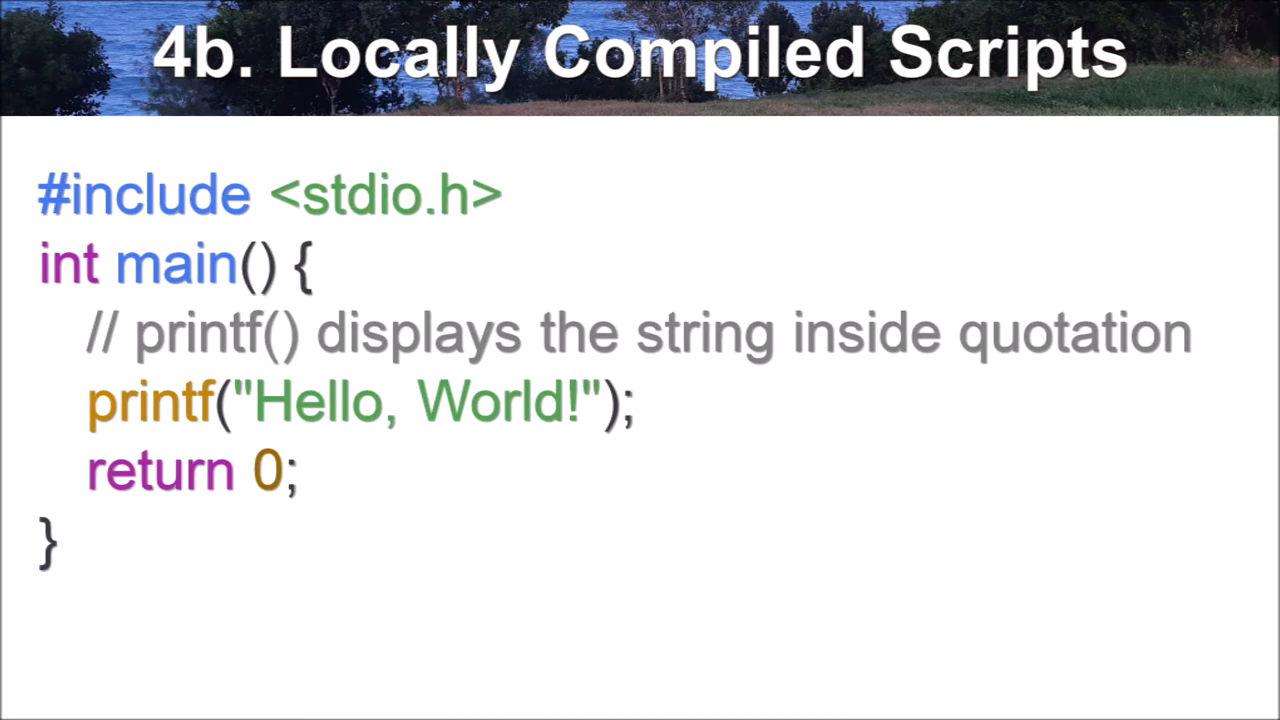 4b. Locally Compiled Scripts
#include <stdio.h>
int main() {
// printf() displays the string inside quotation
printf("Hello, World!");
return 0;
}